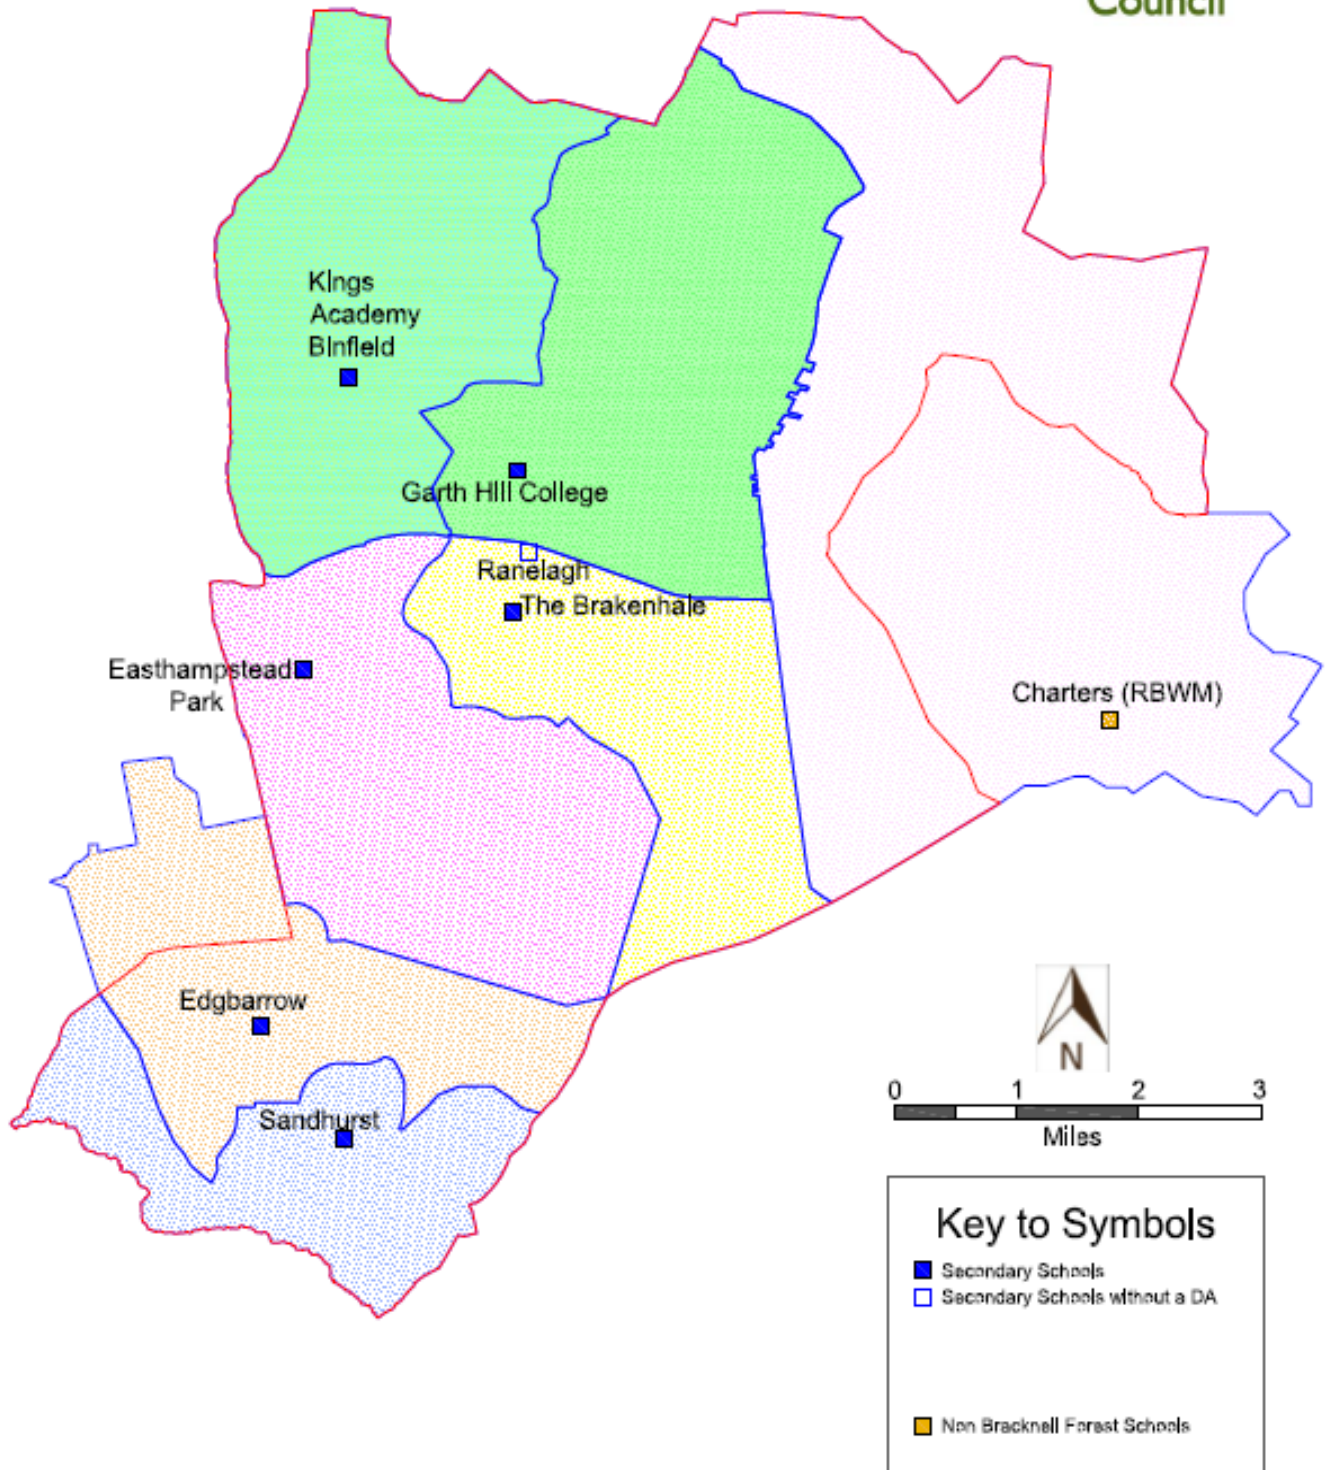 Council
Kings
Academy
Binfield
Garth Hill College
Ranelagh
The Brakenhale
Easthampstead
Park
Charters (RBWM)
Edgbarrow
Sandhurst
N
0 1 2 3
Miles
Key to Symbols
Secondary Schools
Secondary Schools without a DA
Non Bracknell Forest Schools